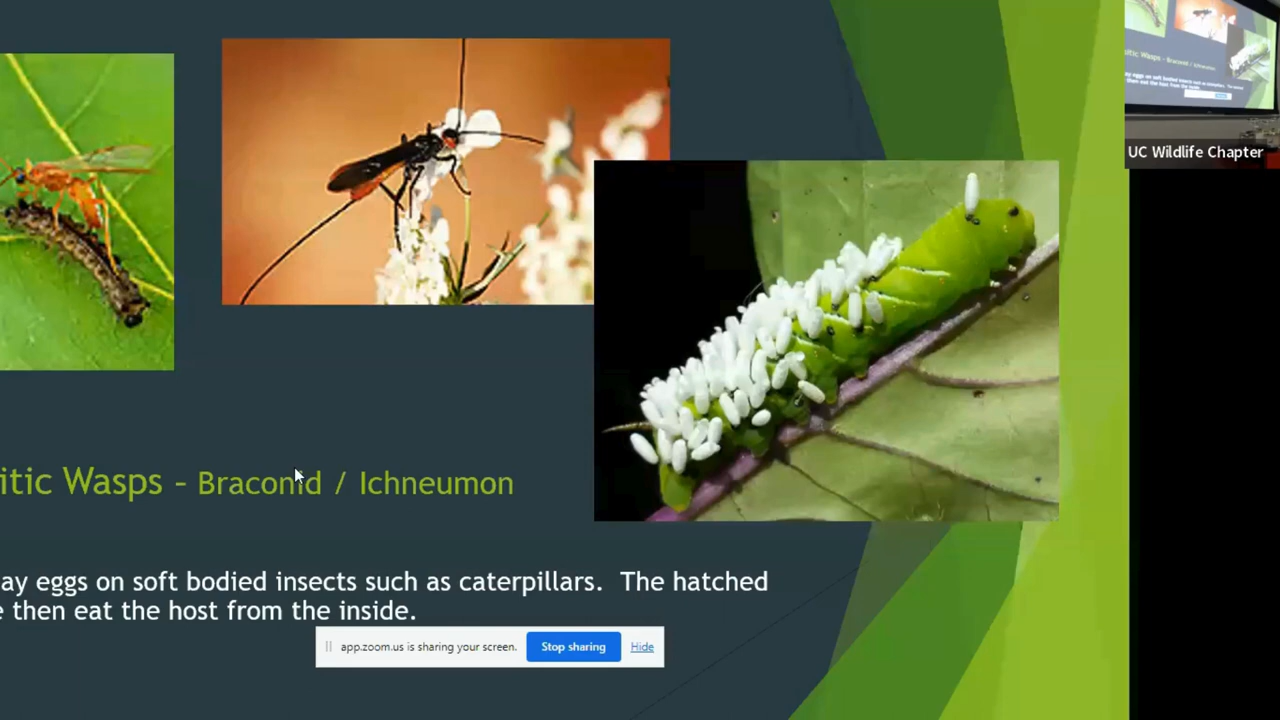 UC Wildlife Chapter
itic Wasps – Braconid / Ichneumon
ay eggs on soft bodied insects such as caterpillars. The hatched
e then eat the host from the inside.
app.zoom.us is sharing your screen. Stop sharing Hide